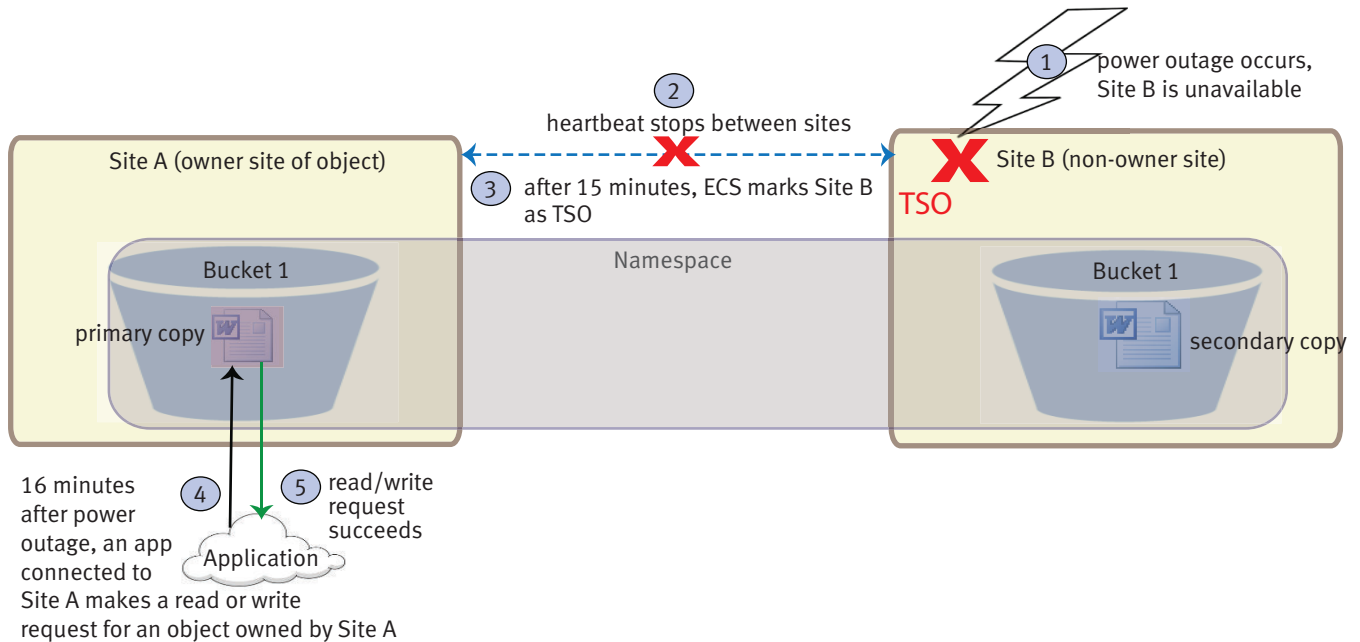 1
power outage occurs,
Site B is unavailable
2
heartbeat stops between sites
Site A (owner site of object)
Site B (non-owner site)
3
after 15 minutes, ECS marks Site B
as TSO
TSO
Namespace
Bucket 1
Bucket 1
primary copy
W
W
secondary copy
16 minutes
after power
outage, an app
connected to
Site A makes a read or write
request for an object owned by Site A
4
5
read/write
request
succeeds
Application